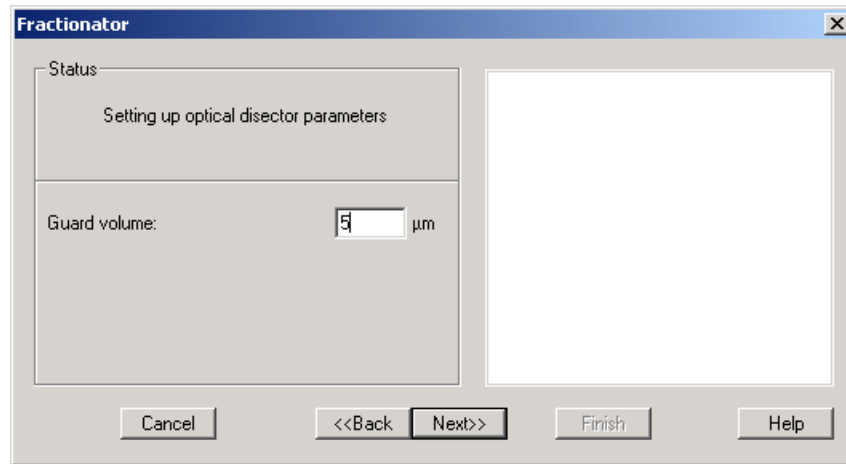 Fractionator
Status
Setting up optical disector parameters
Guard volume: 5 µm
Cancel <<Back Next>> Finish Help